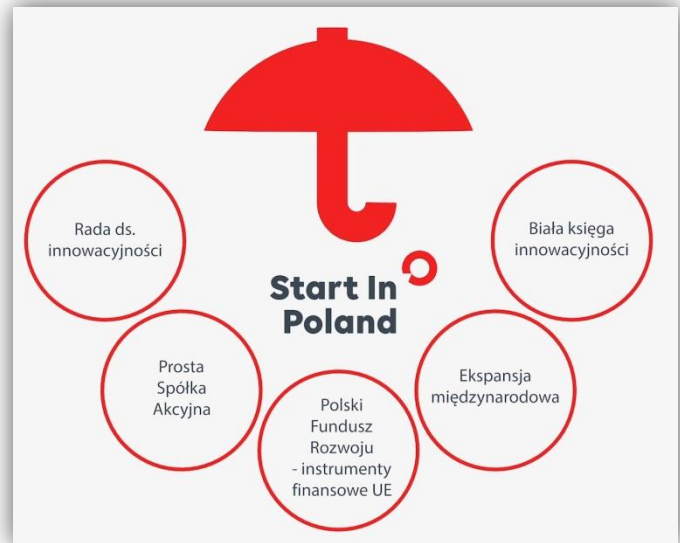 Rada ds.
innowacyjności
Biała księga
innowacyjności
Start In
Poland
Prosta
Spółka
Akcyjna
Polski
Fundusz
Rozwoju
- instrumenty
finansowe UE
Ekspansja
międzynarodowa